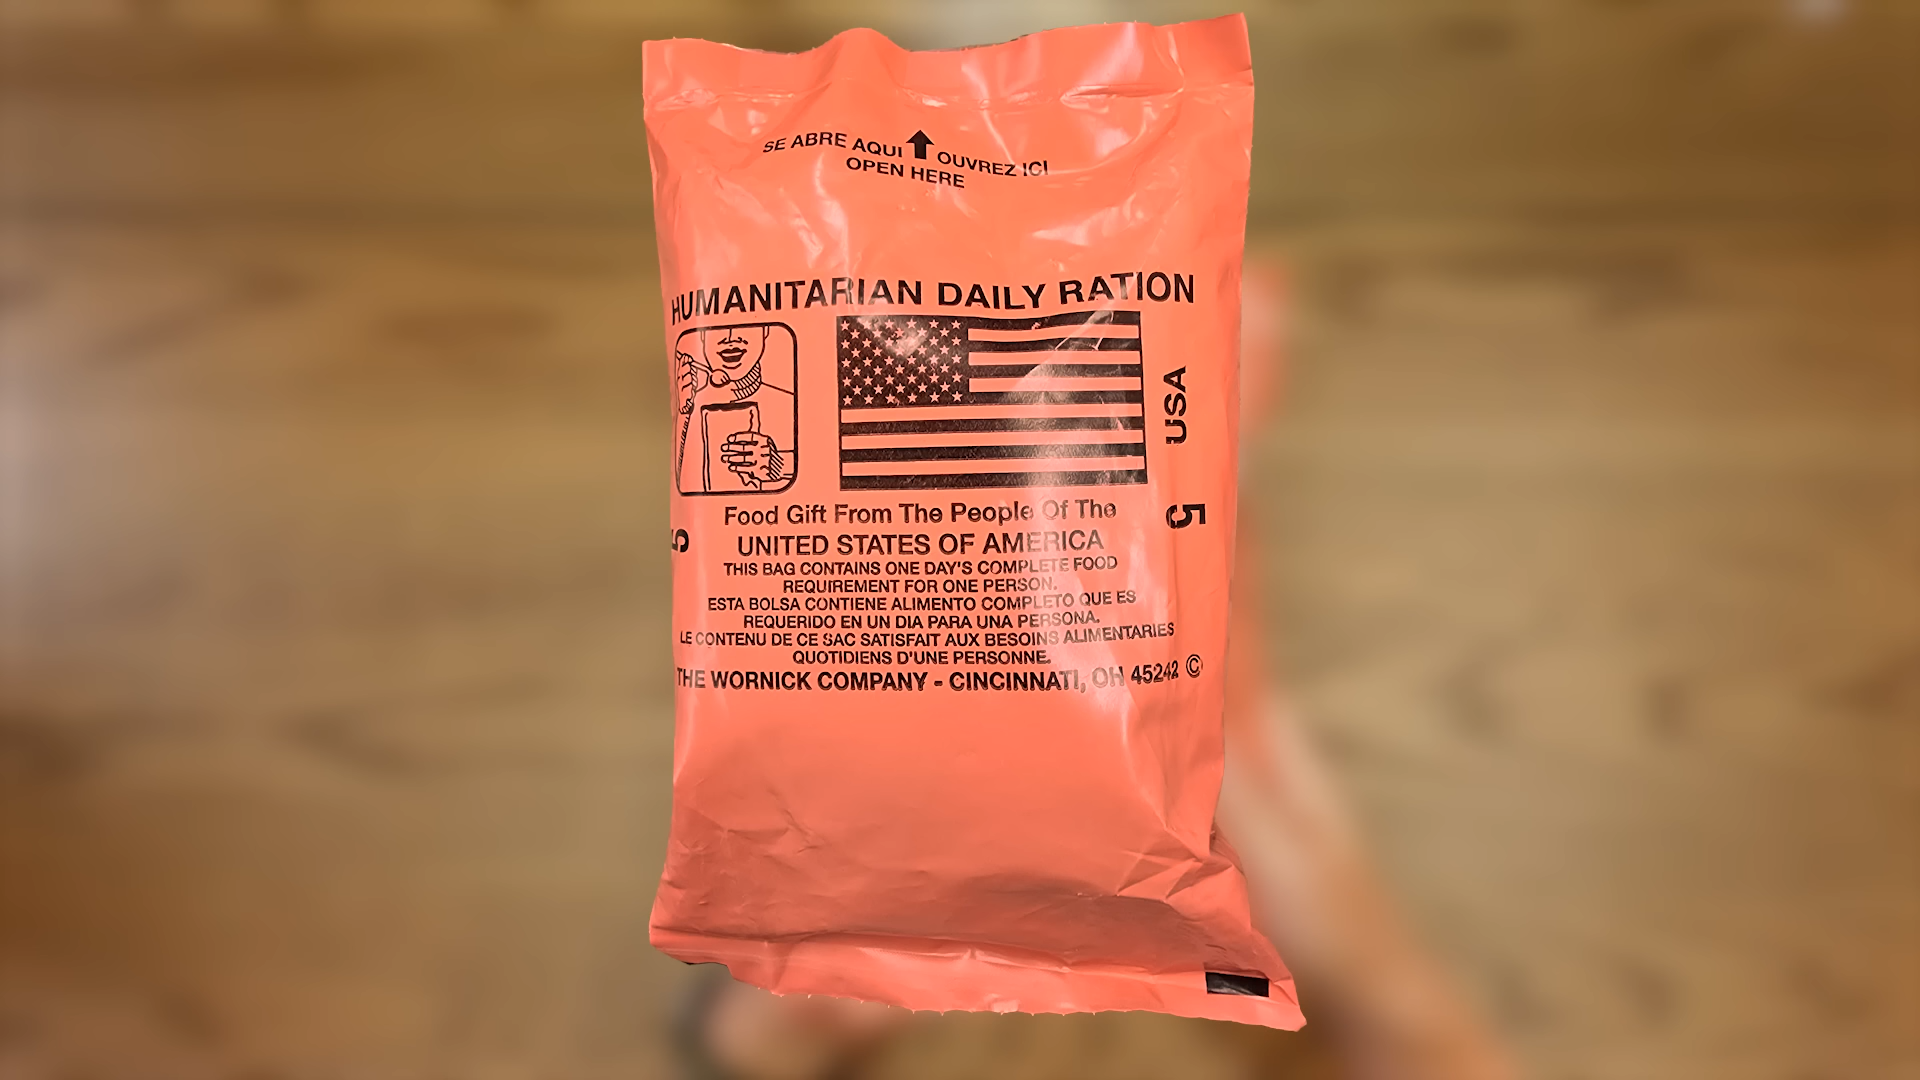 SE ABRE AQUI OUVREZ ICI
OPEN HERE
HUMANITARIAN DAILY RATION
USA
5
5
Food Gift From The People Of The
UNITED STATES OF AMERICA
THIS BAG CONTAINS ONE DAY'S COMPLETE FOOD
REQUIREMENT FOR ONE PERSON.
ESTA BOLSA CONTIENE ALIMENTO COMPLETO QUE ES
REQUERIDO EN UN DIA PARA UNA PERSONA.
LE CONTENU DE CE SAC SATISFAIT AUX BESOINS ALIMENTARIES
QUOTIDIENS D'UNE PERSONNE.
THE WORNICK COMPANY - CINCINNATI, OH 45242 ©